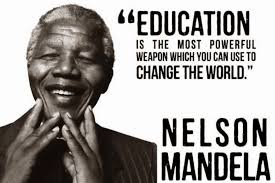 “EDUCATION
IS THE MOST POWERFUL
WEAPON WHICH YOU CAN USE TO
CHANGE THE WORLD.”
NELSON
MANDELA